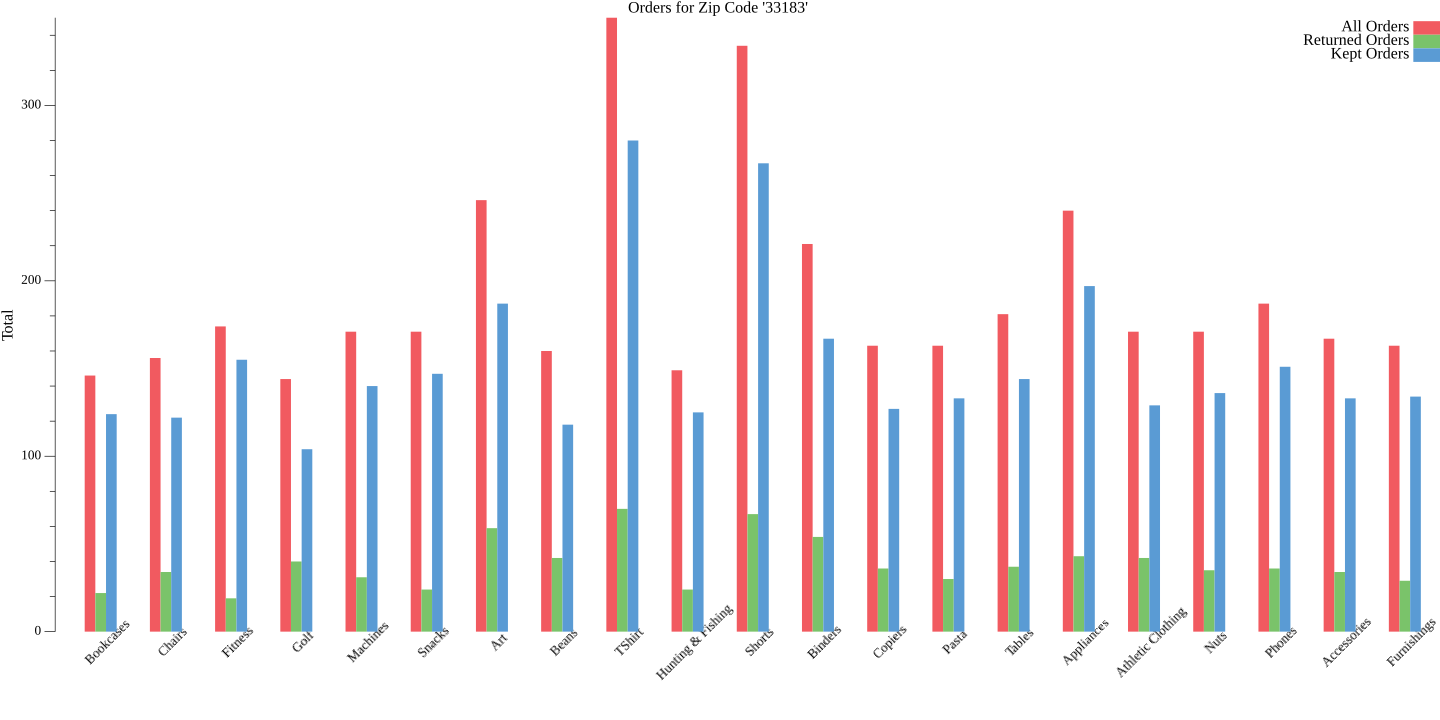 Orders for Zip Code '33183'
All Orders
Returned Orders
Kept Orders
Total
300
200
100
0
Bookcases
Chairs
Fitness
Golf
Machines
Snacks
Art
Beans
TShirt
Hunting & Fishing
Shorts
Binders
Copiers
Pasta
Tables
Appliances
Athletic Clothing
Nuts
Phones
Accessories
Furnishings